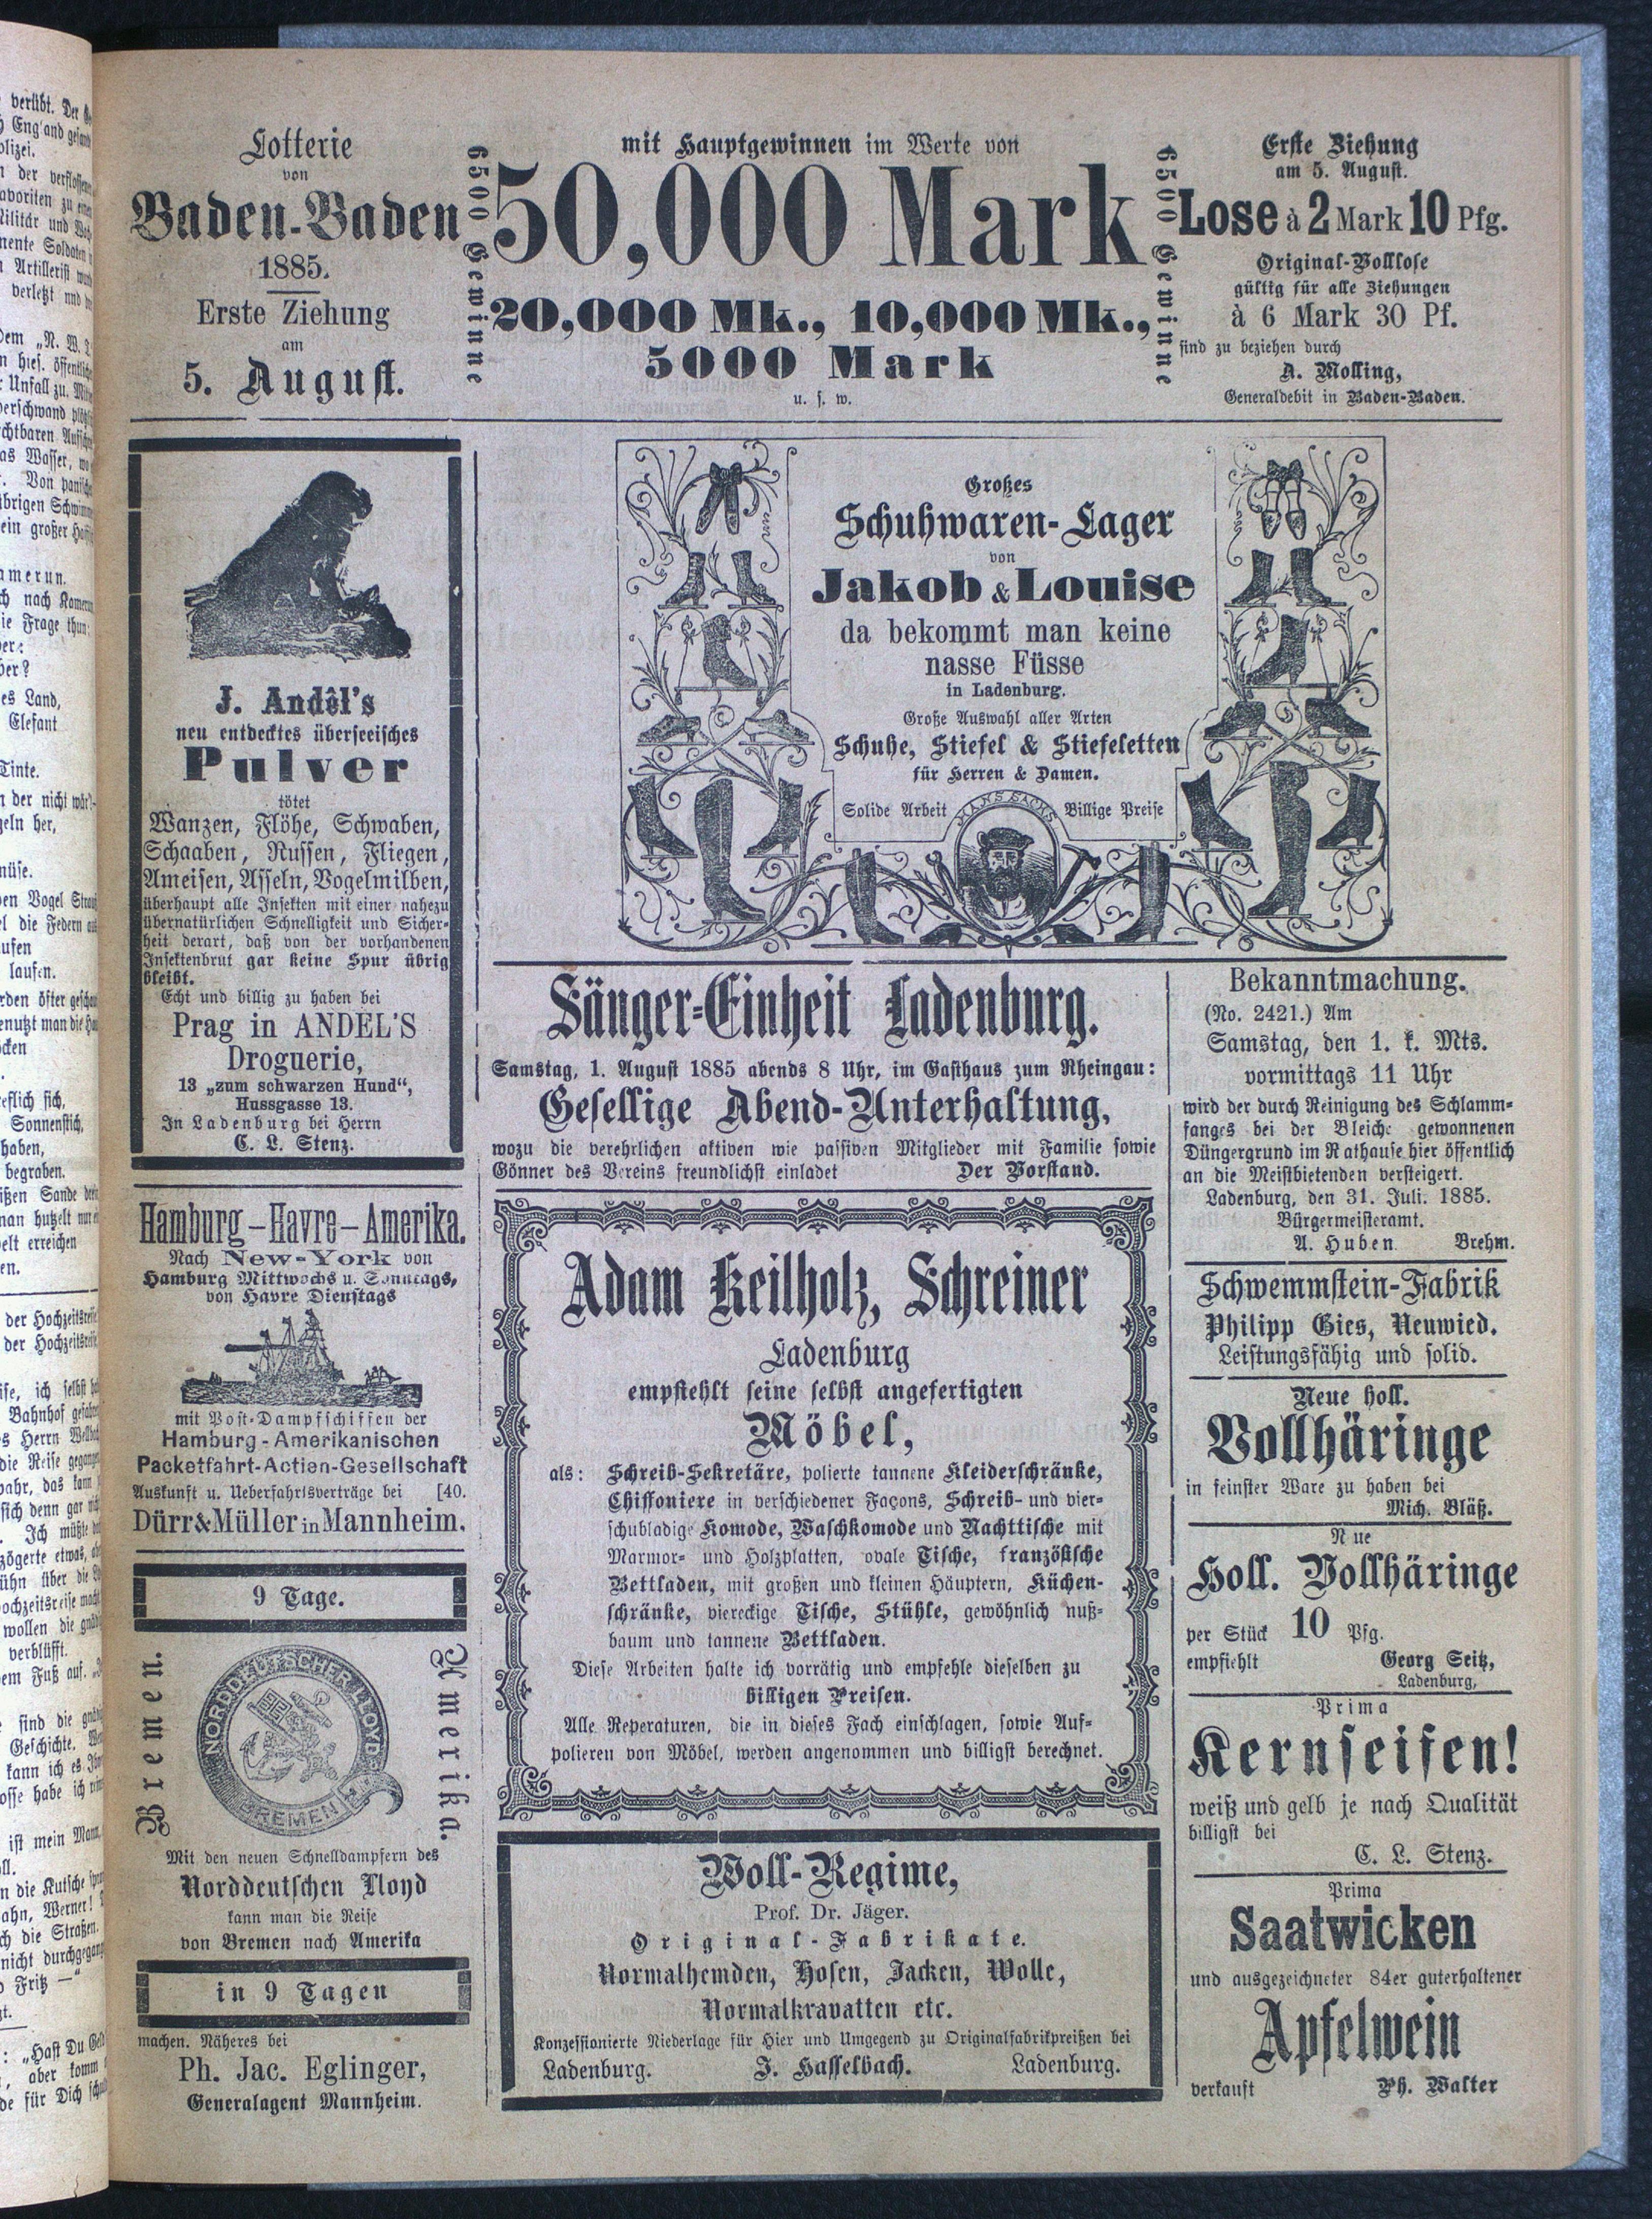 Lotterie
von
Baden-Baden
1885.
Erste Ziehung
am
5. August.
6500 Gewinne
mit Hauptgewinnen im Werte von
50,000 Mark
20,000 Mk., 10,000 Mk.,
5000 Mark
u. s. w.
6500 Gewinne
Erste Ziehung
am 5. August.
Lose à 2 Mark 10 Pfg.
Original-Vollose
gültig für alle Ziehungen
à 6 Mark 30 Pf.
sind zu beziehen durch
A. Molling,
Generaldebit in Baden-Baden.
J. Andêl's
neu entdecktes überseeisches
Pulver
tötet
Wanzen, Flöhe, Schwaben,
Schaaben, Russen, Fliegen,
Ameisen, Asseln, Vogelmilben,
überhaupt alle Insekten mit einer nahezu
übernatürlichen Schnelligkeit und Sicher-
heit derart, daß von der vorhandenen
Insektenbrut gar keine Spur übrig
bleibt.
Echt und billig zu haben bei
Prag in ANDEL'S
Droguerie,
13 „zum schwarzen Hund“,
Hussgasse 13.
In Ladenburg bei Herrn
C. L. Stenz.
Hamburg-Havre-Amerika.
Nach New-York von
Hamburg Mittwochs u. Sonntags,
von Havre Dienstags
mit Post-Dampfschiffen der
Hamburg-Amerikanischen
Packetfahrt-Actien-Gesellschaft
Auskunft u. Ueberfahrtsverträge bei [40.
Dürr&Müller in Mannheim.
9 Tage.
Bremen.
NORDDEUTSCHER LLOYD
BREMEN
Amerika.
Mit den neuen Schnelldampfern des
Norddeutschen Lloyd
kann man die Reise
von Bremen nach Amerika
in 9 Tagen
machen. Näheres bei
Ph. Jac. Eglinger,
Generalagent Mannheim.
Großes
Schuhwaren-Lager
von
Jakob & Louise
da bekommt man keine
nasse Füsse
in Ladenburg.
Große Auswahl aller Arten
Schuhe, Stiefel & Stiefeletten
für Herren & Damen.
Solide Arbeit
HANS SACHS
Billige Preise
Sänger-Einheit Ladenburg.
Samstag, 1. August 1885 abends 8 Uhr, im Gasthaus zum Rheingau:
Gesellige Abend-Unterhaltung,
wozu die verehrlichen aktiven wie passiven Mitglieder mit Familie sowie
Gönner des Vereins freundlichst einladet Der Vorstand.
Adam Keilholz, Schreiner
Ladenburg
empfiehlt seine selbst angefertigten
Möbel,
als: Schreib-Sekretäre, polierte tannene Kleiderschränke,
Chiffoniere in verschiedener Façons, Schreib- und vier-
schubladige Komode, Waschkomode und Nachttische mit
Marmor- und Holzplatten, ovale Tische, französische
Bettladen, mit großen und kleinen Häuptern, Küchen-
schränke, viereckige Tische, Stühle, gewöhnlich nuß-
baum und tannene Bettladen.
Diese Arbeiten halte ich vorrätig und empfehle dieselben zu
billigen Preisen.
Alle Reperaturen, die in dieses Fach einschlagen, sowie Auf-
polieren von Möbel, werden angenommen und billigst berechnet.
Woll-Regime,
Prof. Dr. Jäger.
Original-Fabrikate.
Normalhemden, Hosen, Jacken, Wolle,
Normalkravatten etc.
Konzessionierte Niederlage für Hier und Umgegend zu Originalfabrikpreißen bei
Ladenburg. J. Hasselbach. Ladenburg.
Bekanntmachung.
(No. 2421.) Am
Samstag, den 1. k. Mts.
vormittags 11 Uhr
wird der durch Reinigung des Schlamm-
fanges bei der Bleiche gewonnenen
Düngergrund im Rathause hier öffentlich
an die Meistbietenden versteigert.
Ladenburg, den 31. Juli. 1885.
Bürgermeisteramt.
A. Huben Brehm.
Schwemmstein-Fabrik
Philipp Gies, Neuwied.
Leistungsfähig und solid.
Neue holl.
Vollhäringe
in feinster Ware zu haben bei
Mich. Bläß.
N ue
Holl. Vollhäringe
per Stück 10 Pfg.
empfiehlt Georg Seitz,
Ladenburg,
Prima
Kernseifen!
weiß und gelb je nach Qualität
billigst bei
C. L. Stenz.
Prima
Saatwicken
und ausgezeichneter 84er guterhaltener
Apfelwein
verkauft Ph. Walter